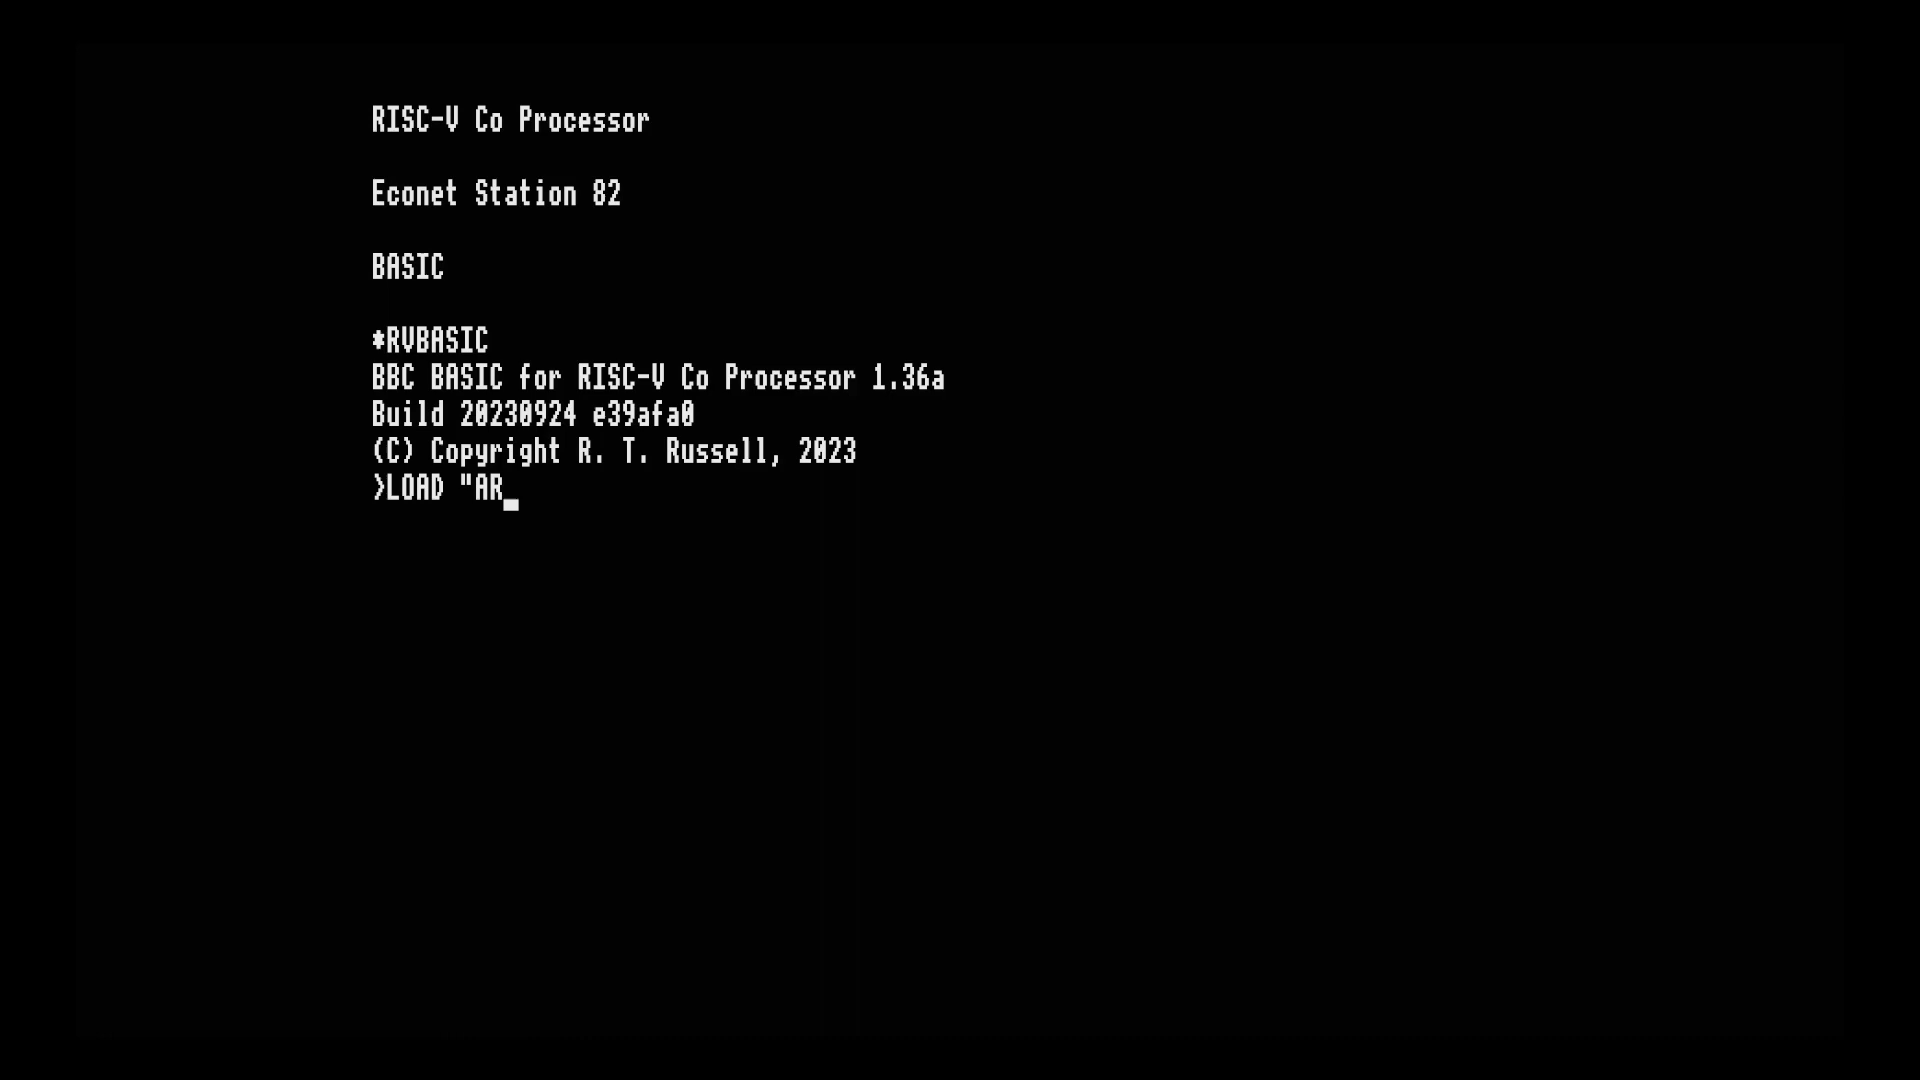 RISC-V Co Processor
Econet Station 82
BASIC
*RVBASIC
BBC BASIC for RISC-V Co Processor 1.36a
Build 20230924 e39afa0
(C) Copyright R. T. Russell, 2023
>LOAD "AR_